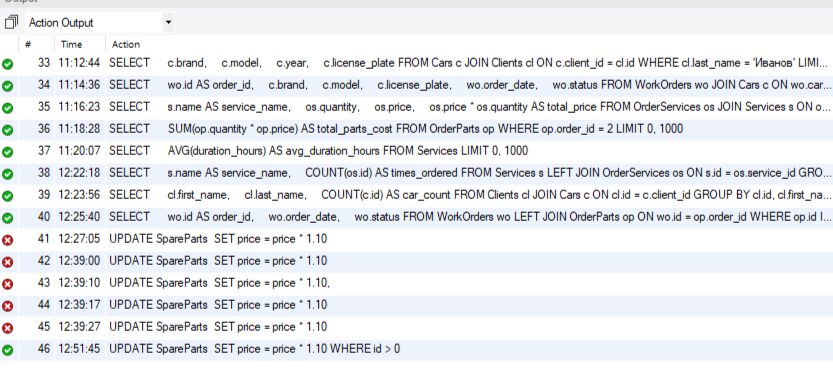 Output
Action Output
# Time Action
33 11:12:44 SELECT c.brand, c.model, c.year, c.license_plate FROM Cars c JOIN Clients cl ON c.client_id = cl.id WHERE cl.last_name = 'Иванов' LIMI...
34 11:14:36 SELECT wo.id AS order_id, c.brand, c.model, c.license_plate, wo.order_date, wo.status FROM WorkOrders wo JOIN Cars c ON wo.car...
35 11:16:23 SELECT s.name AS service_name, os.quantity, os.price, os.price * os.quantity AS total_price FROM OrderServices os JOIN Services s ON o...
36 11:18:28 SELECT SUM(op.quantity * op.price) AS total_parts_cost FROM OrderParts op WHERE op.order_id = 2 LIMIT 0, 1000
37 11:20:07 SELECT AVG(duration_hours) AS avg_duration_hours FROM Services LIMIT 0, 1000
38 12:22:18 SELECT s.name AS service_name, COUNT(os.id) AS times_ordered FROM Services s LEFT JOIN OrderServices os ON s.id = os.service_id GRO...
39 12:23:56 SELECT cl.first_name, cl.last_name, COUNT(c.id) AS car_count FROM Clients cl JOIN Cars c ON cl.id = c.client_id GROUP BY cl.id, cl.first_na...
40 12:25:40 SELECT wo.id AS order_id, wo.order_date, wo.status FROM WorkOrders wo LEFT JOIN OrderParts op ON wo.id = op.order_id WHERE op.id I...
41 12:27:05 UPDATE SpareParts SET price = price * 1.10
42 12:39:00 UPDATE SpareParts SET price = price * 1.10
43 12:39:10 UPDATE SpareParts SET price = price * 1.10,
44 12:39:17 UPDATE SpareParts SET price = price * 1.10
45 12:39:27 UPDATE SpareParts SET price = price * 1.10
46 12:51:45 UPDATE SpareParts SET price = price * 1.10 WHERE id > 0